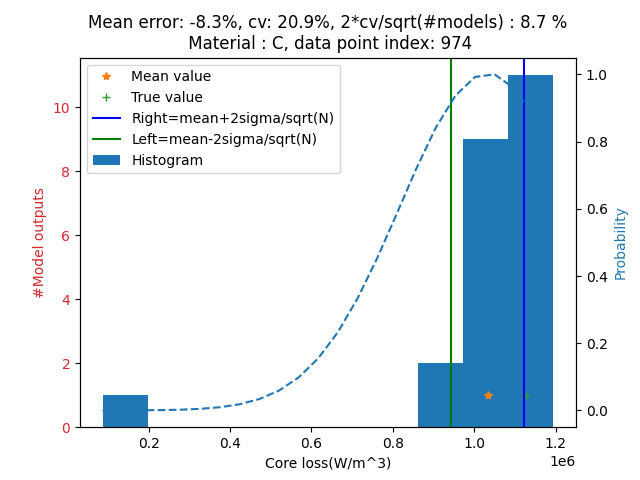 Mean error: -8.3%, cv: 20.9%, 2*cv/sqrt(#models) : 8.7 %
Material : C, data point index: 974
Mean value
True value
Right=mean+2sigma/sqrt(N)
Left=mean-2sigma/sqrt(N)
Histogram
#Model outputs
0
2
4
6
8
10
Probability
0.0
0.2
0.4
0.6
0.8
1.0
0.2
0.4
0.6
0.8
1.0
1.2
1e6
Core loss(W/m^3)